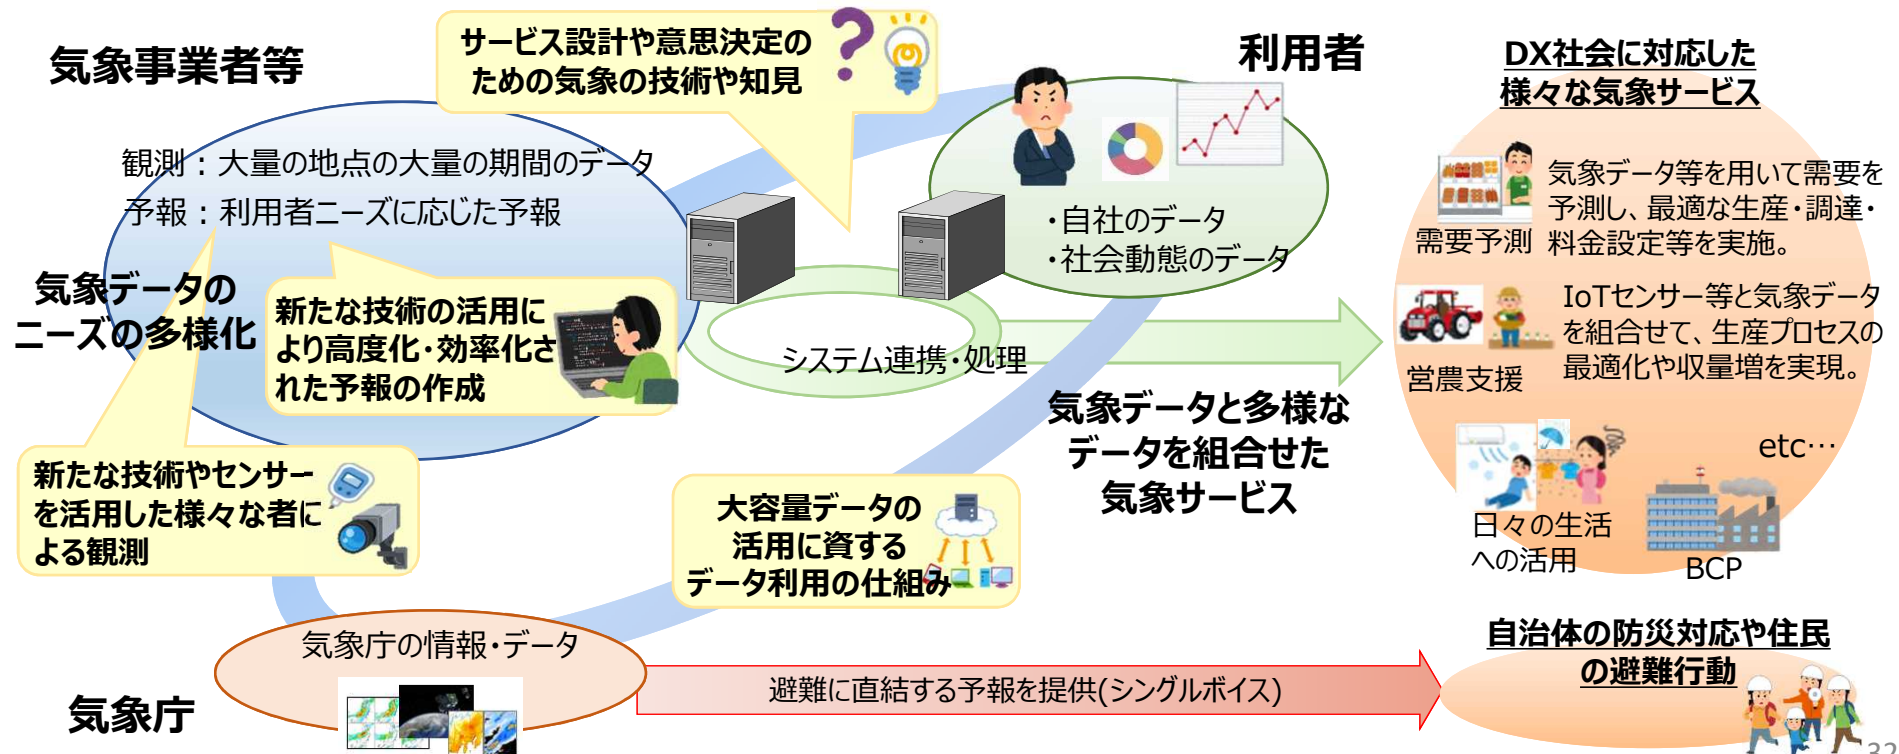 気象事業者等
サービス設計や意思決定の
ための気象の技術や知見
利用者
DX社会に対応した
様々な気象サービス
観測：大量の地点の大量の期間のデータ
予報：利用者ニーズに応じた予報
・自社のデータ
・社会動態のデータ
気象データ等を用いて需要を
予測し、最適な生産・調達・
料金設定等を実施。
需要予測
気象データの
ニーズの多様化
新たな技術の活用に
より高度化・効率化さ
れた予報の作成
システム連携・処理
IoTセンサー等と気象データ
を組合せて、生産プロセスの
最適化や収量増を実現。
営農支援
気象データと多様な
データを組合せた
気象サービス
新たな技術やセンサー
を活用した様々な者に
よる観測
大容量データの
活用に資する
データ利用の仕組み
etc…
日々の生活
への活用
BCP
気象庁の情報・データ
気象庁
避難に直結する予報を提供(シングルボイス)
自治体の防災対応や住民
の避難行動
32